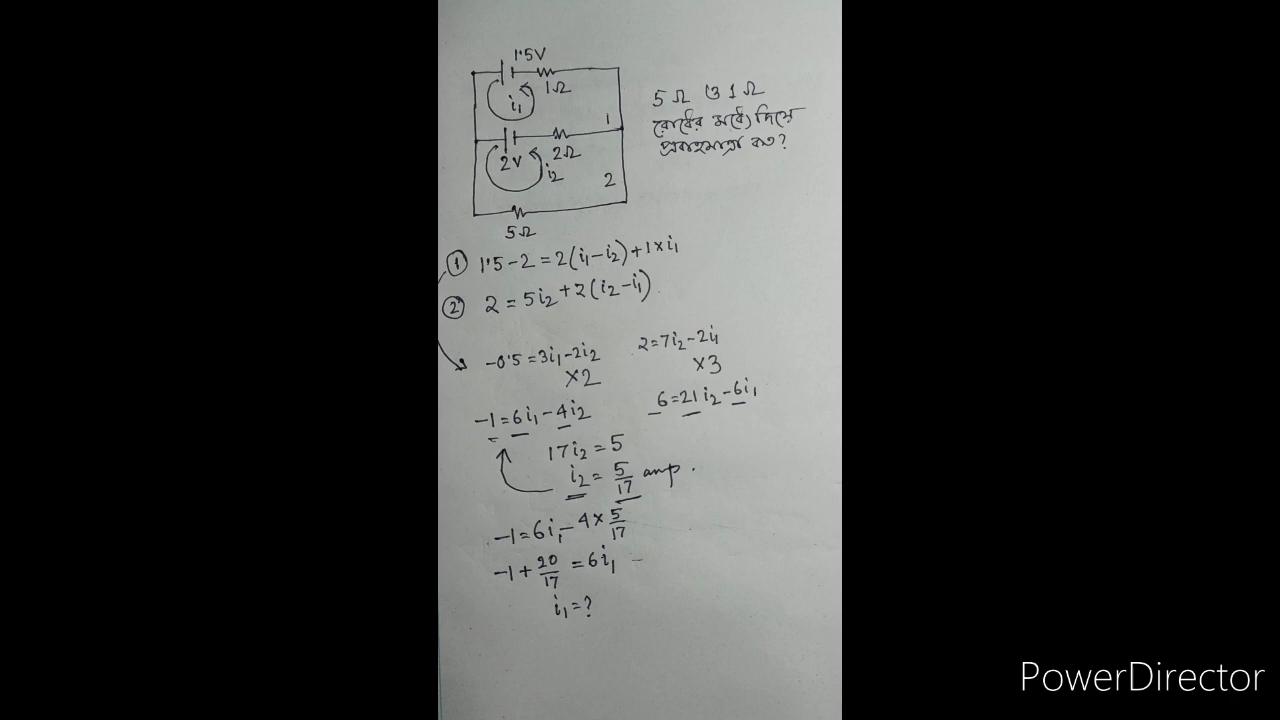 1.5V
1Ω
i₁
1
2V
2Ω
i₂
2
5Ω
5 Ω ও 1 Ω
রোধের মধ্যে দিয়ে
প্রবাহমাত্রা কত?
① 1.5-2=2(i₁-i₂)+1×i₁
② 2=5i₂+2(i₂-i₁)
-0.5=3i₁-2i₂
×2
2=7i₂-2i₁
×3
-1=6i₁-4i₂
6=21i₂-6i₁
17i₂=5
i₂=5/17 amp.
-1=6i₁-4×5/17
-1+20/17=6i₁
i₁=?
PowerDirector